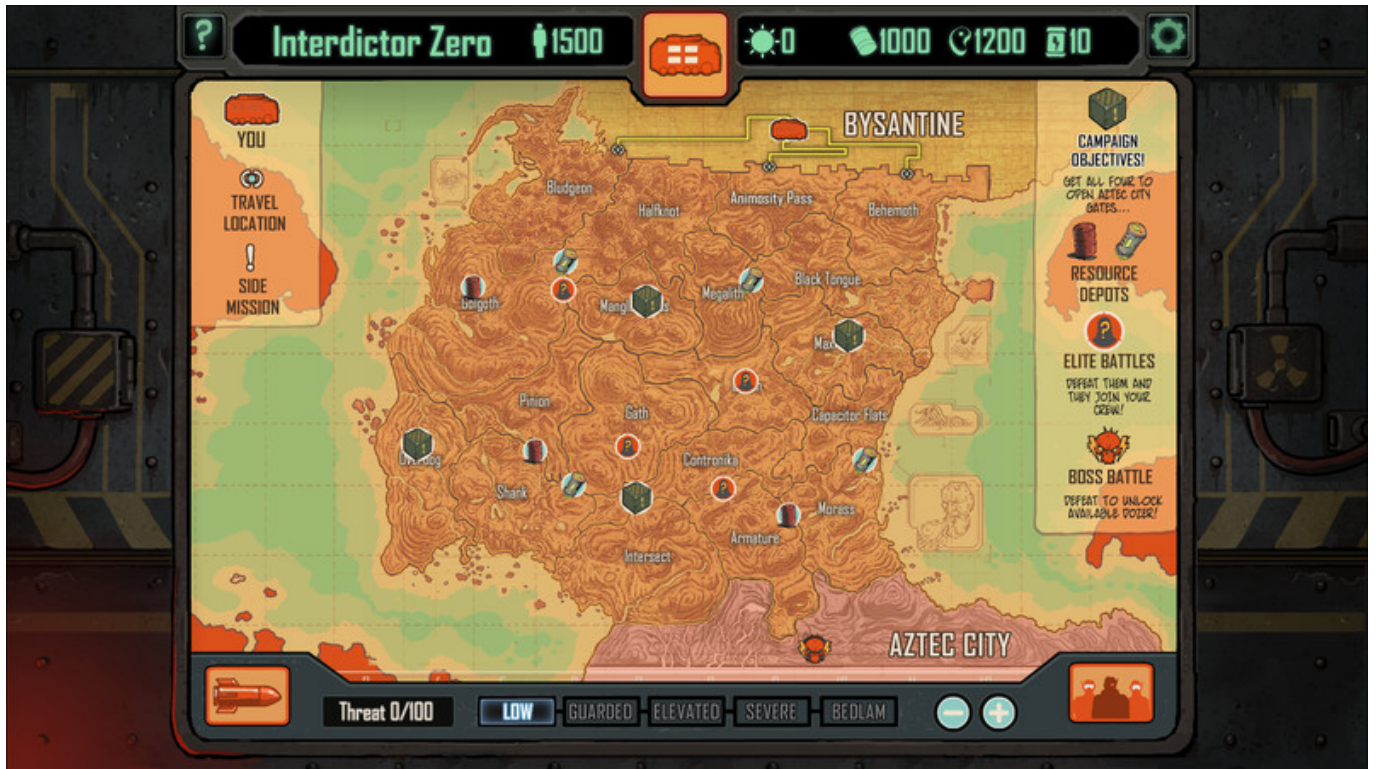 ?
Interdictor Zero
1500
0
1000
1200
10
YOU
TRAVEL
LOCATION
!
SIDE
MISSION
BYSANTINE
CAMPAIGN
OBJECTIVES!
GET ALL FOUR TO
OPEN AZTEC CITY
GATES...
RESOURCE
DEPOTS
ELITE BATTLES
DEFEAT THEM AND
THEY JOIN YOUR
CREW!
BOSS BATTLE
DEFEAT TO UNLOCK
AVAILABLE DOZER!
Bludgeon
Halfknot
Animosity Pass
Behemoth
Golgoth
Megalith
Black Tongue
Pinion
Gath
Capacitor Flats
Overdog
Contronika
Shank
Morass
Armature
Intersect
AZTEC CITY
Threat 0/100
LOW
GUARDED
ELEVATED
SEVERE
BEDLAM